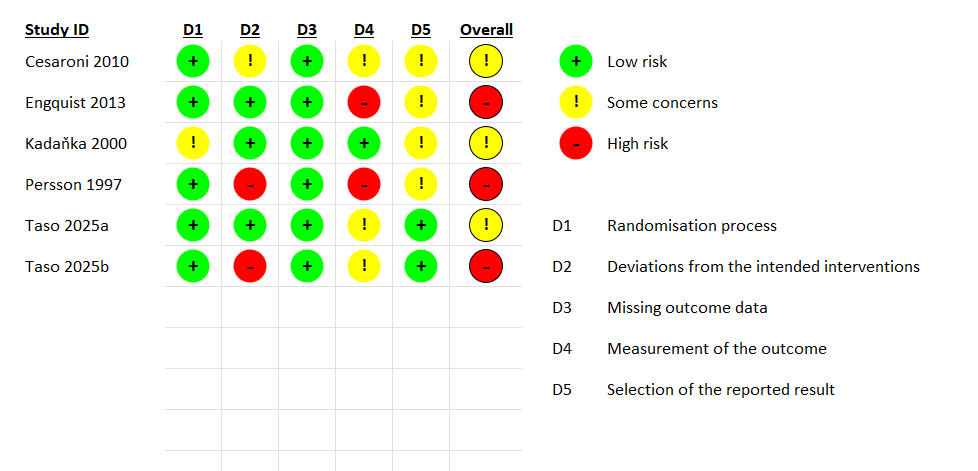 Study ID D1 D2 D3 D4 D5 Overall
Cesaroni 2010 + ! + ! ! ! + Low risk
Engquist 2013 + + + - ! - ! Some concerns
Kadaňka 2000 ! + + + ! ! - High risk
Persson 1997 + - + - ! -
Taso 2025a + + + ! + ! D1 Randomisation process
Taso 2025b + - + ! + - D2 Deviations from the intended interventions
D3 Missing outcome data
D4 Measurement of the outcome
D5 Selection of the reported result